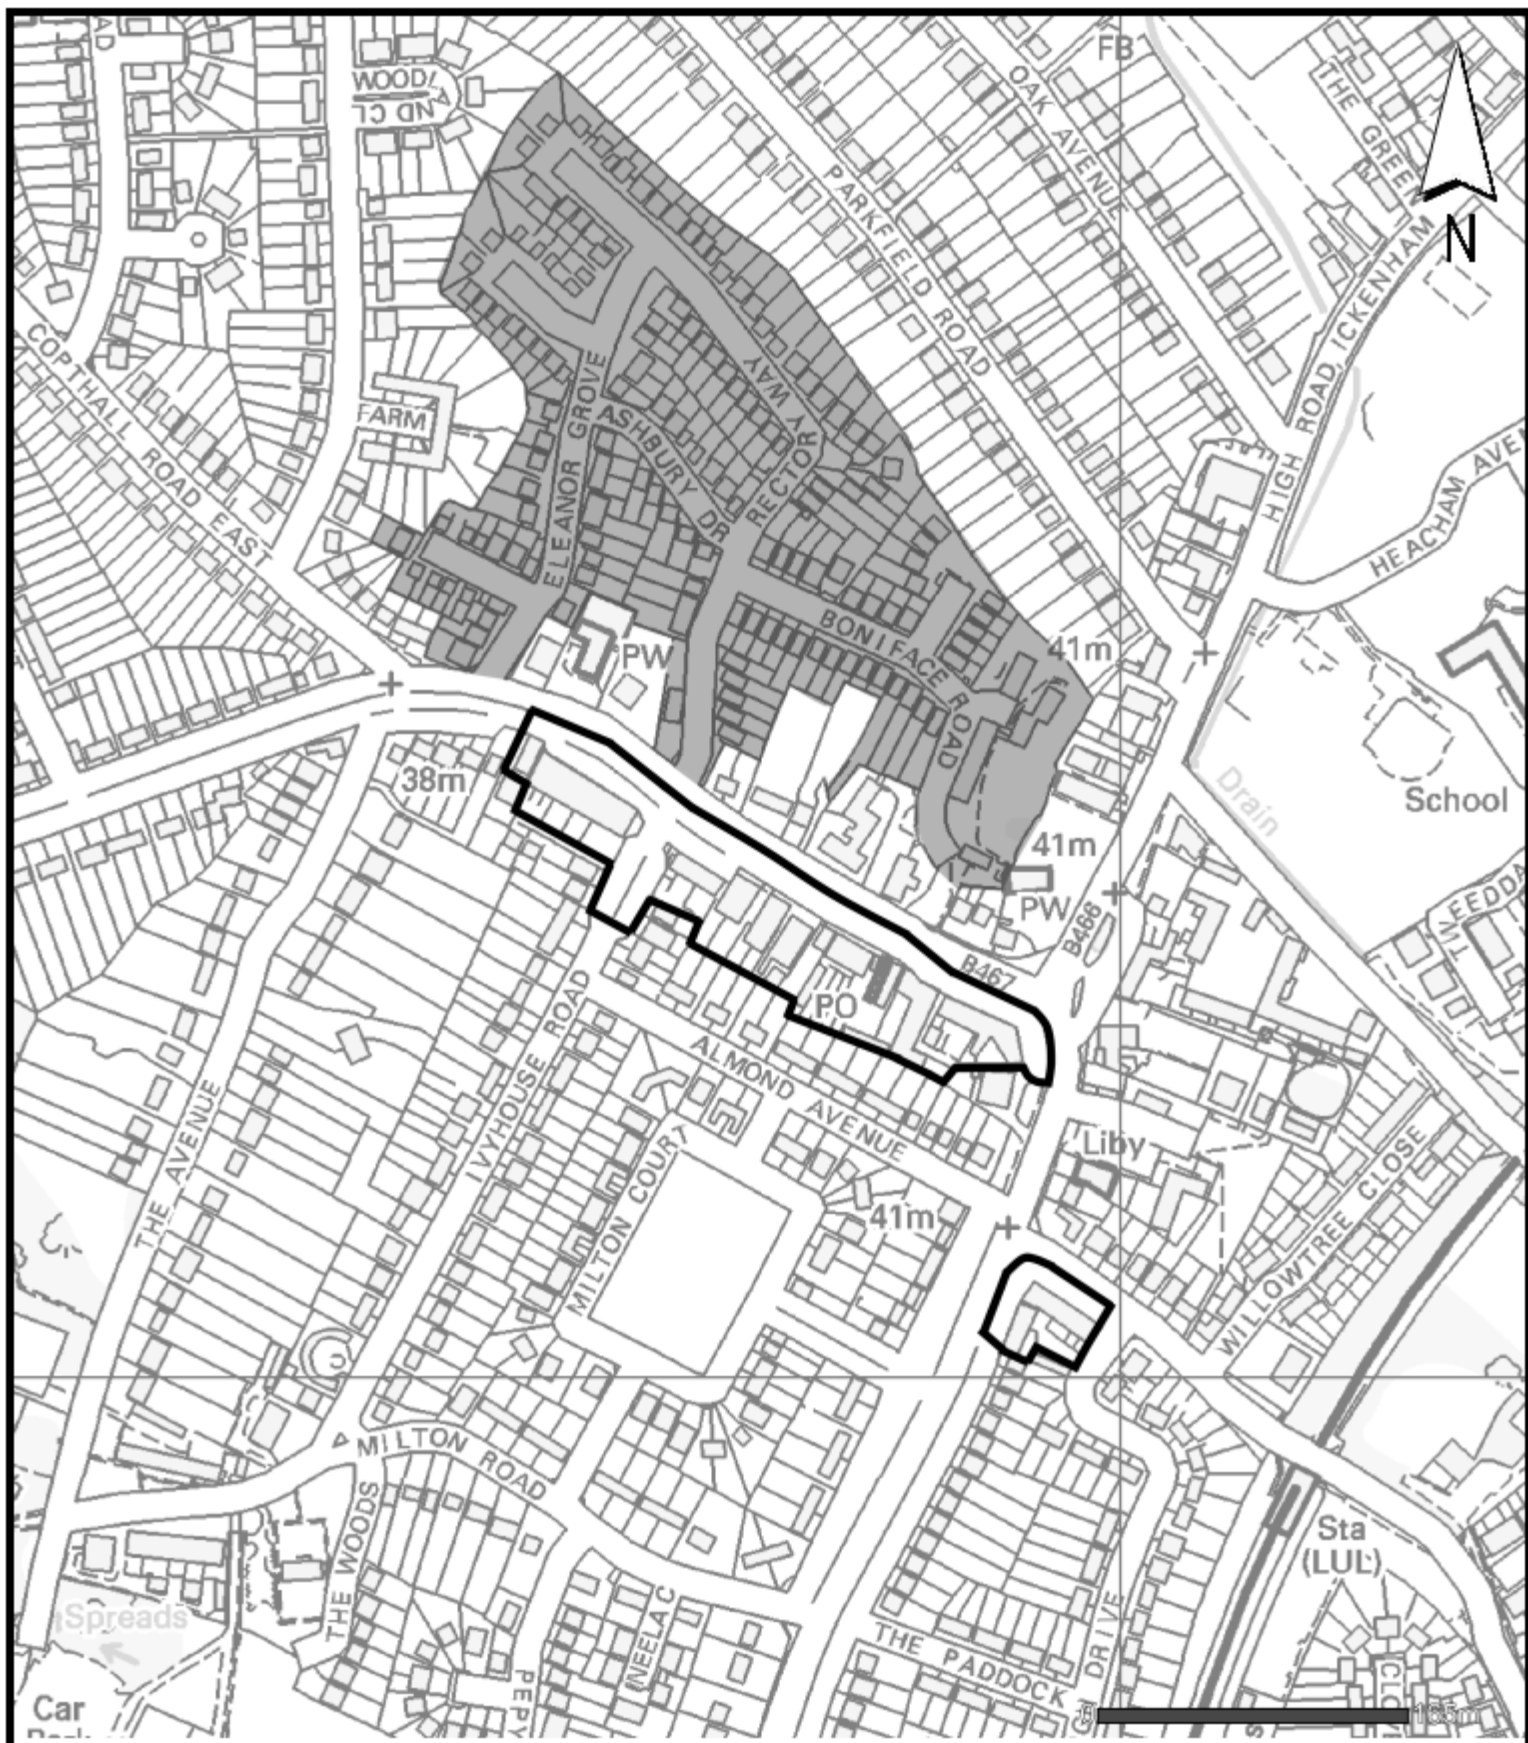 FB
WOOD
ND CL
OAK AVENUE
THE GREEN
N
PARKFIELD ROAD
HIGH ROAD, ICKENHAM
COPTHALL ROAD EAST
FARM
ELEANOR GROVE
ASHBURY DR
RECTORY WAY
HEACHAM AVE
BONIFACE ROAD
41m
PW
38m
Drain
School
41m
PW
B466
B467
PO
IVYHOUSE ROAD
ALMOND AVENUE
THE AVENUE
Liby
MILTON COURT
41m
WILLOWTREE CLOSE
MILTON ROAD
THE WOODS
Sta
(LUL)
Spreads
THE PADDOCK
DRIVE
Car
PEPY